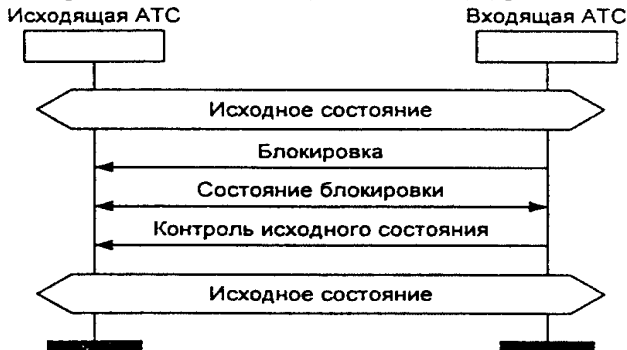 Исходящая АТС
Входящая АТС
Исходное состояние
Блокировка
Состояние блокировки
Контроль исходного состояния
Исходное состояние